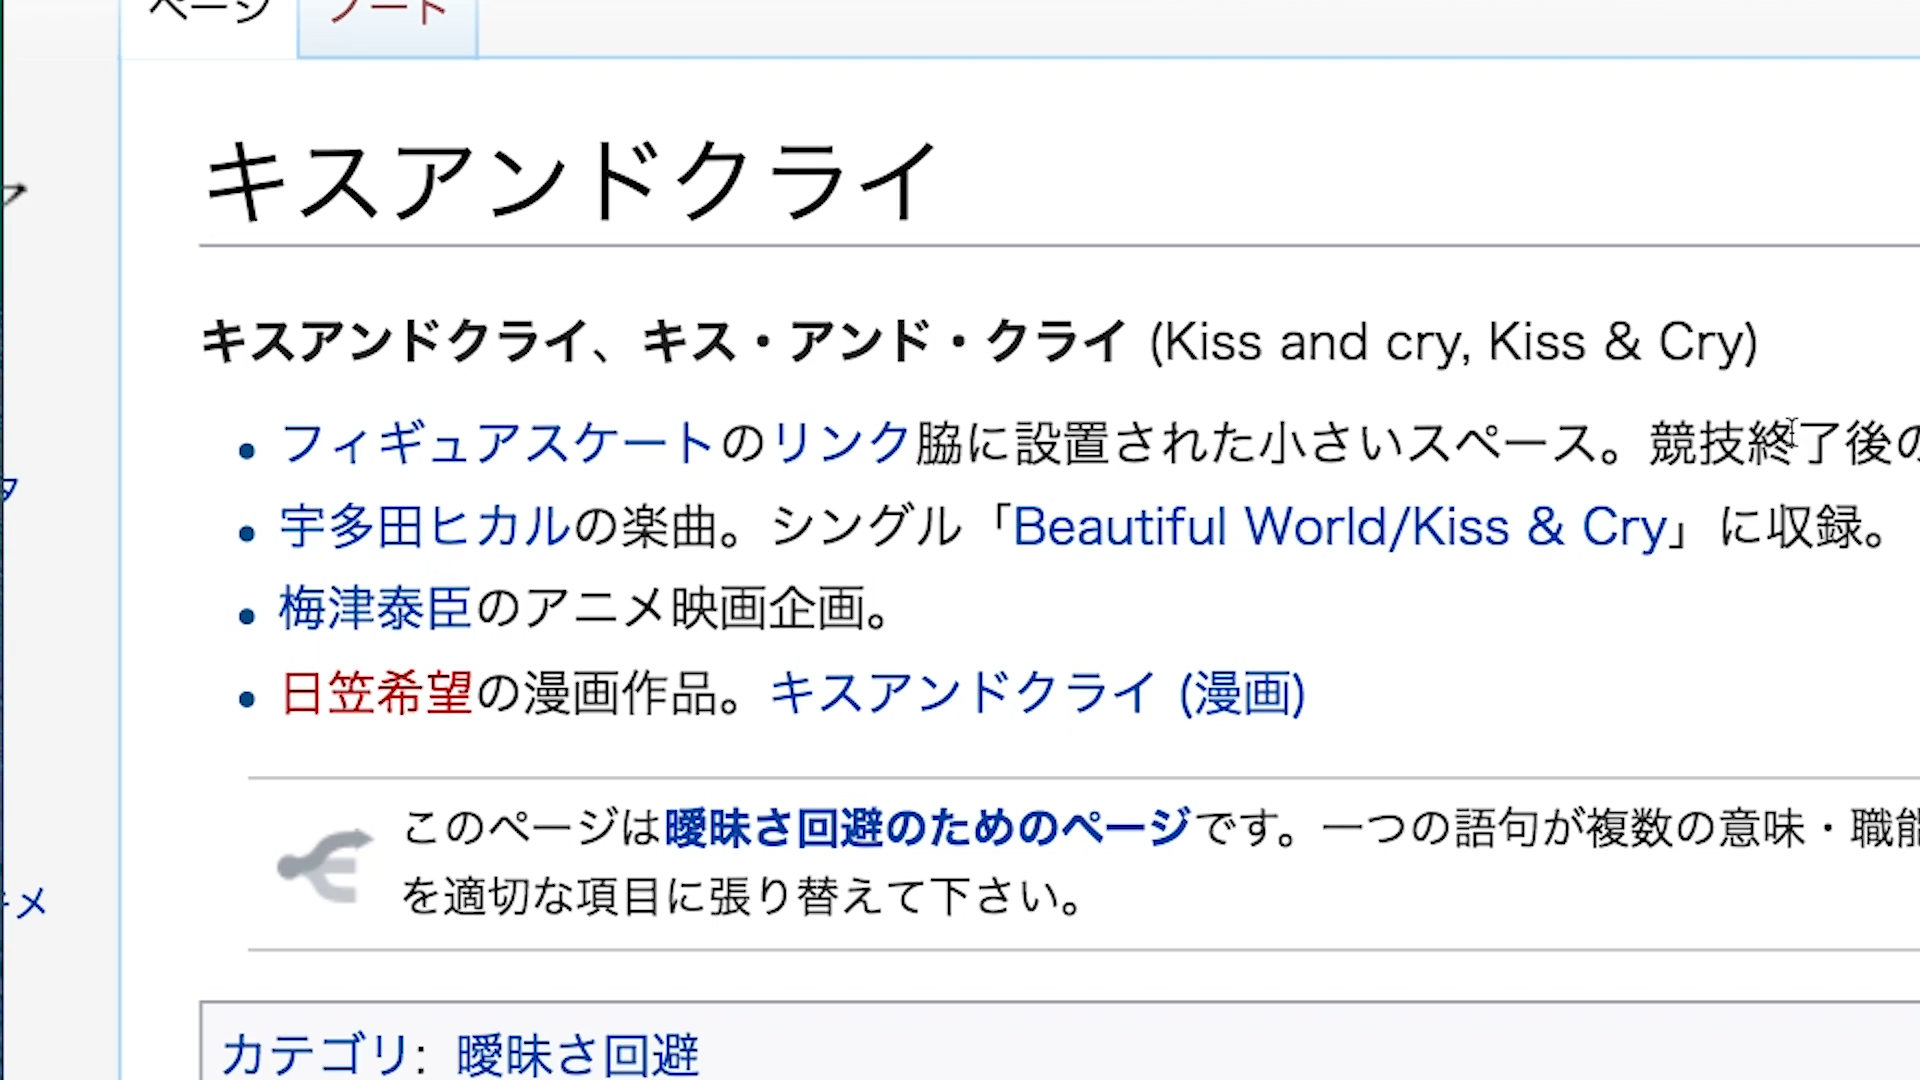 ページ ノート
キスアンドクライ
キスアンドクライ、キス・アンド・クライ (Kiss and cry, Kiss & Cry)
フィギュアスケートのリンク脇に設置された小さいスペース。競技終了後の
宇多田ヒカルの楽曲。シングル「Beautiful World/Kiss & Cry」に収録。
梅津泰臣のアニメ映画企画。
日笠希望の漫画作品。キスアンドクライ (漫画)
このページは曖昧さ回避のためのページです。一つの語句が複数の意味・職能
を適切な項目に張り替えて下さい。
カテゴリ: 曖昧さ回避